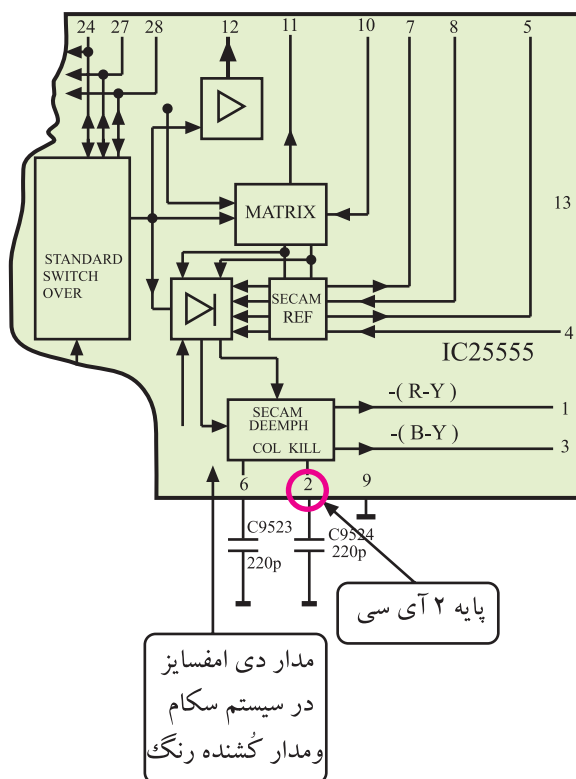 24 27 28 12 11 10 7 8 5
MATRIX
13
STANDARD
SWITCH
OVER
SECAM
REF
4
IC25555
SECAM
DEEMPH
COL KILL
-( R-Y )
1
-( B-Y )
3
6 2 9
C9523
220p
C9524
220p
پایه ۲ آی سی
مدار دی امفسایز
در سیستم سکام
ومدار کُشنده رنگ